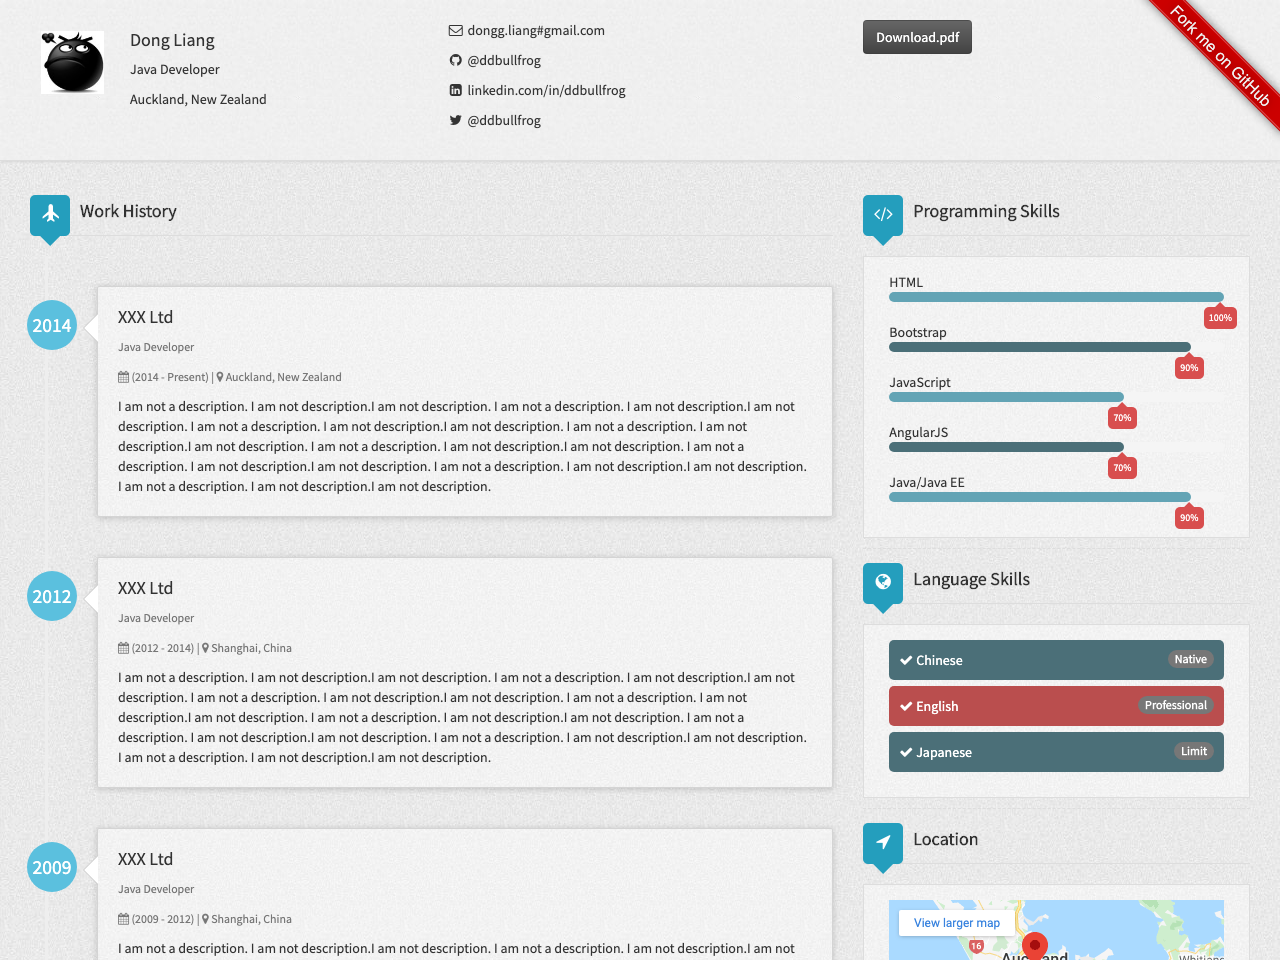 Dong Liang
Java Developer
Auckland, New Zealand
dongg.liang#gmail.com
@ddbullfrog
linkedin.com/in/ddbullfrog
@ddbullfrog
Download.pdf
Fork me on GitHub
Work History
2014
XXX Ltd
Java Developer
(2014 - Present) | Auckland, New Zealand
I am not a description. I am not description.I am not description. I am not a description. I am not description.I am not
description. I am not a description. I am not description.I am not description. I am not a description. I am not
description.I am not description. I am not a description. I am not description.I am not description. I am not a
description. I am not description.I am not description. I am not a description. I am not description.I am not description.
I am not a description. I am not description.I am not description.
2012
XXX Ltd
Java Developer
(2012 - 2014) | Shanghai, China
I am not a description. I am not description.I am not description. I am not a description. I am not description.I am not
description. I am not a description. I am not description.I am not description. I am not a description. I am not
description.I am not description. I am not a description. I am not description.I am not description. I am not a
description. I am not description.I am not description. I am not a description. I am not description.I am not description.
I am not a description. I am not description.I am not description.
2009
XXX Ltd
Java Developer
(2009 - 2012) | Shanghai, China
I am not a description. I am not description.I am not description. I am not a description. I am not description.I am not
Programming Skills
HTML
100%
Bootstrap
90%
JavaScript
70%
AngularJS
70%
Java/Java EE
90%
Language Skills
Chinese Native
English Professional
Japanese Limit
Location
View larger map
16